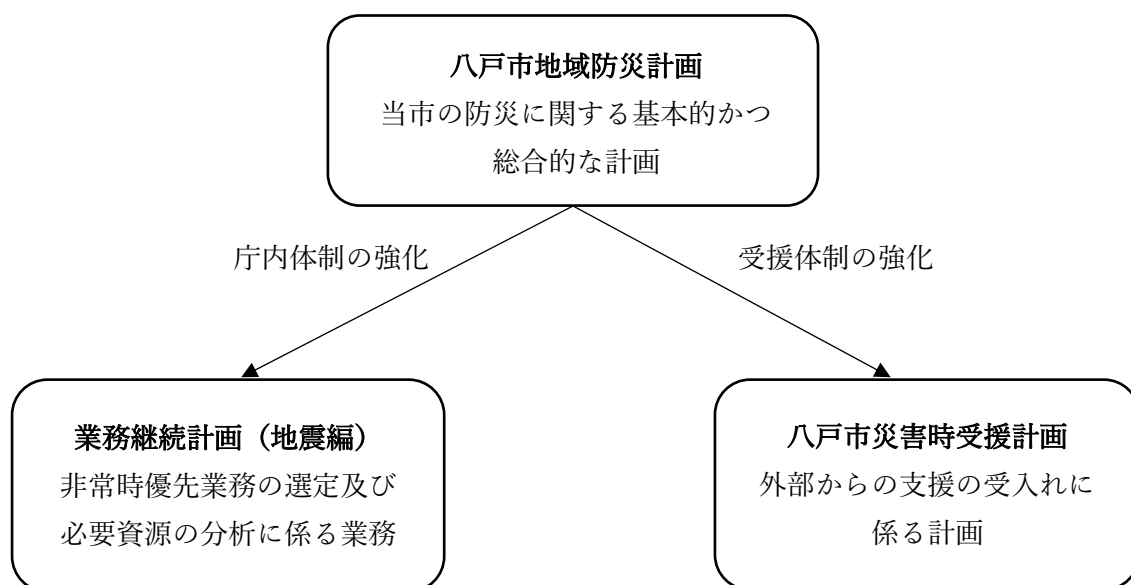 八戸市地域防災計画
当市の防災に関する基本的かつ
総合的な計画
庁内体制の強化
受援体制の強化
業務継続計画（地震編）
非常時優先業務の選定及び
必要資源の分析に係る業務
八戸市災害時受援計画
外部からの支援の受入れに
係る計画